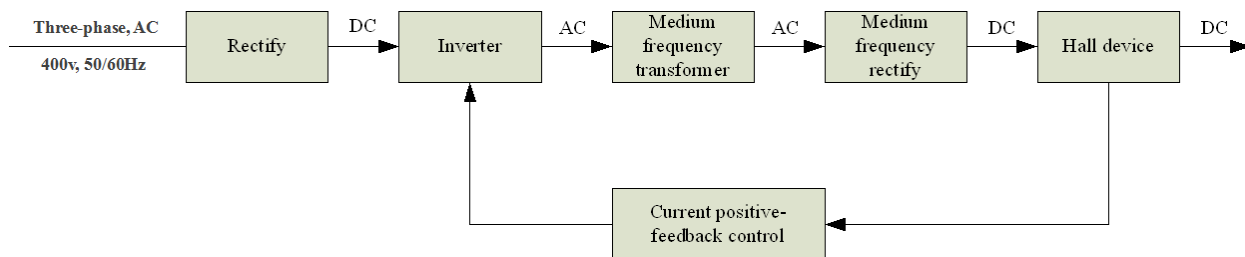 Three-phase, AC
400v, 50/60Hz
Rectify
DC
Inverter
AC
Medium
frequency
transformer
AC
Medium
frequency
rectify
DC
Hall device
DC
Current positive-
feedback control